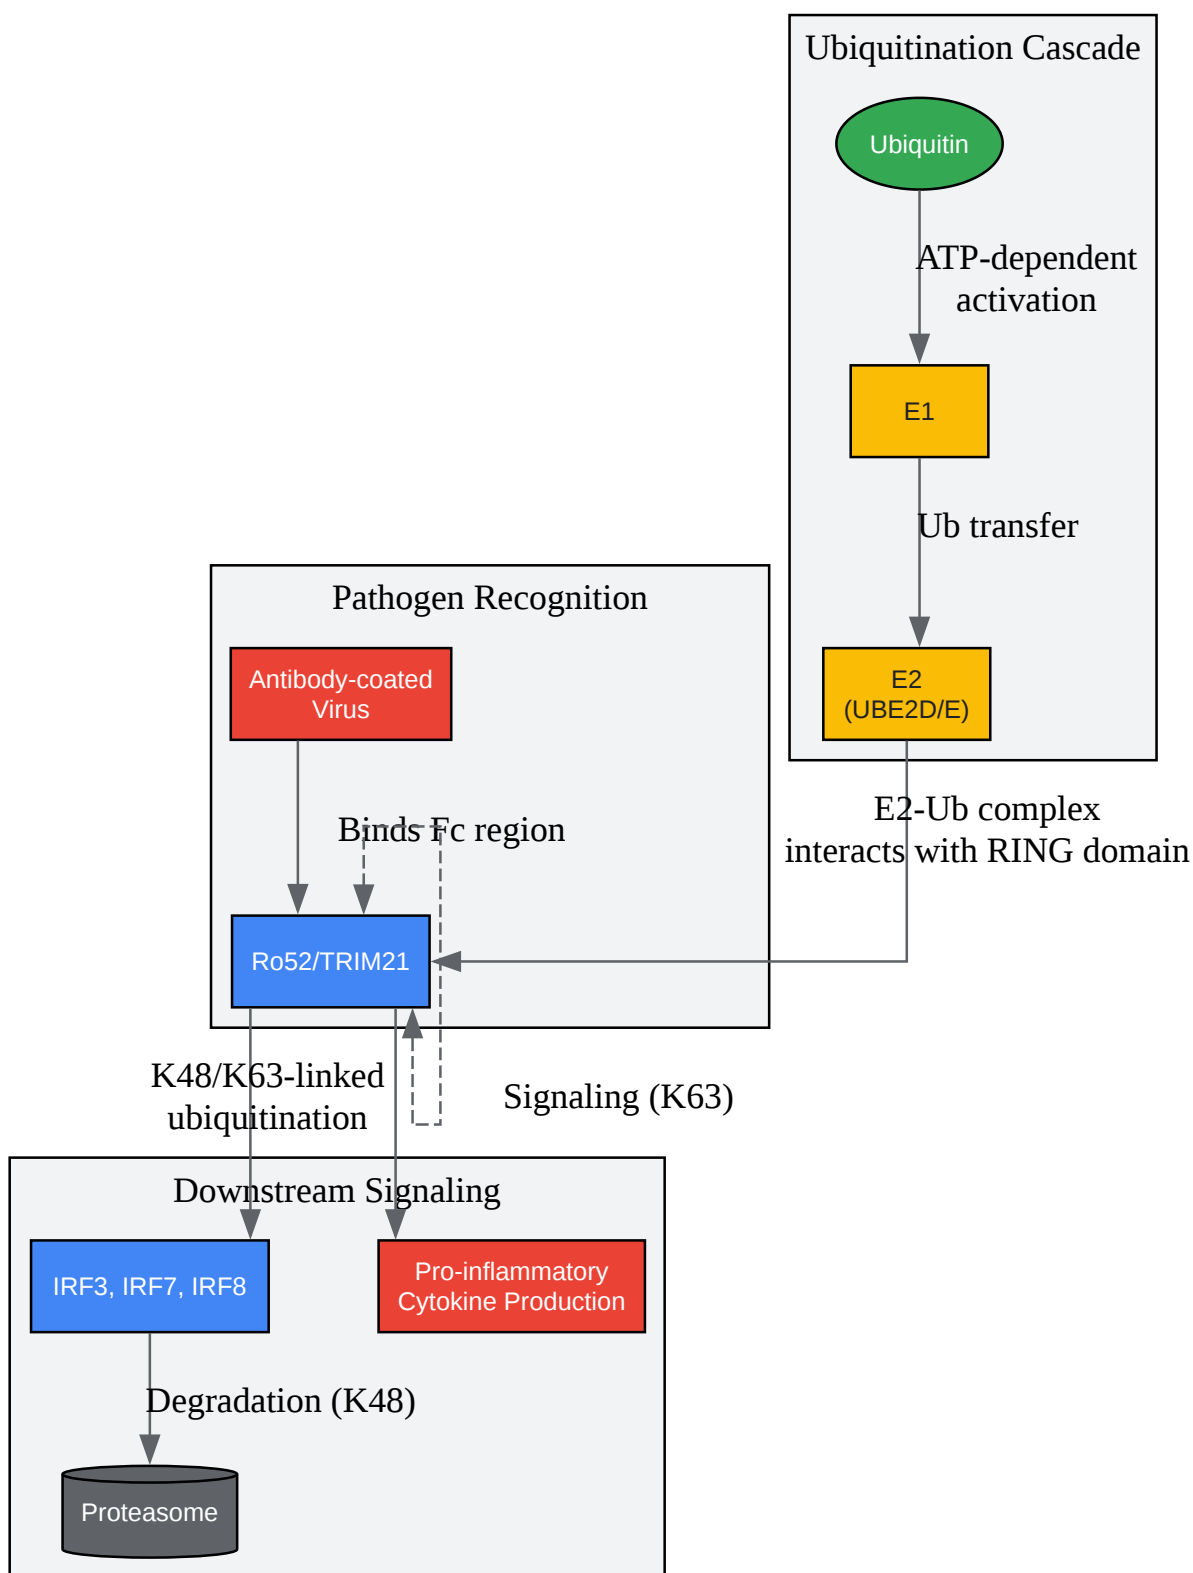 Ubiquitination Cascade
Ubiquitin
ATP-dependent
activation
E1
Ub transfer
Pathogen Recognition
Antibody-coated
Virus
E2
(UBE2D/E)
E2-Ub complex
interacts with RING domain
Binds Fc region
Ro52/TRIM21
K48/K63-linked
ubiquitination
Signaling (K63)
Downstream Signaling
IRF3, IRF7, IRF8
Pro-inflammatory
Cytokine Production
Degradation (K48)
Proteasome